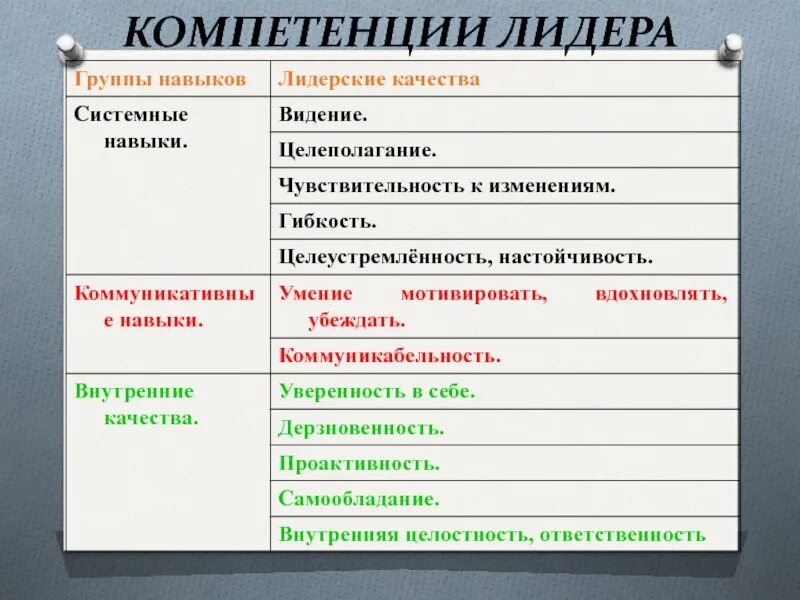 КОМПЕТЕНЦИИ ЛИДЕРА
Группы навыков
Лидерские качества
Системные
навыки.
Видение.
Целеполагание.
Чувствительность к изменениям.
Гибкость.
Целеустремлённость, настойчивость.
Коммуникативны
е навыки.
Умение мотивировать, вдохновлять,
убеждать.
Коммуникабельность.
Внутренние
качества.
Уверенность в себе.
Дерзновенность.
Проактивность.
Самообладание.
Внутренняя целостность, ответственность